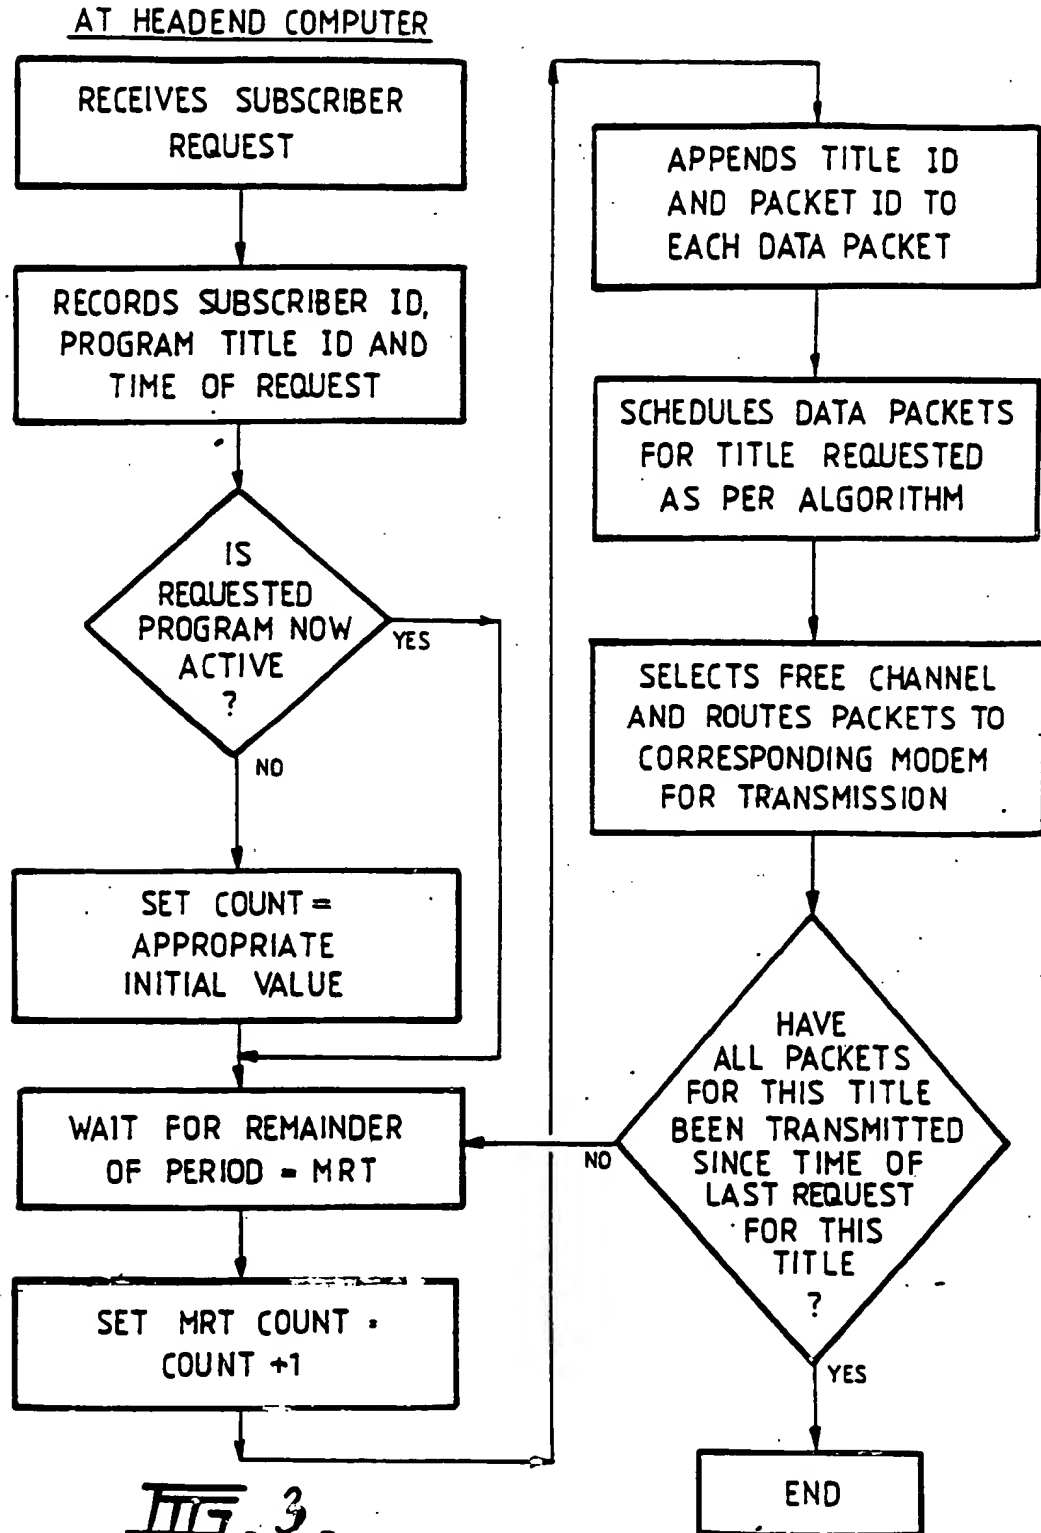 AT HEADEND COMPUTER
RECEIVES SUBSCRIBER
REQUEST
RECORDS SUBSCRIBER ID,
PROGRAM TITLE ID AND
TIME OF REQUEST
IS
REQUESTED
PROGRAM NOW
ACTIVE
?
YES
NO
SET COUNT =
APPROPRIATE
INITIAL VALUE
WAIT FOR REMAINDER
OF PERIOD = MRT
SET MRT COUNT =
COUNT +1
APPENDS TITLE ID
AND PACKET ID TO
EACH DATA PACKET
SCHEDULES DATA PACKETS
FOR TITLE REQUESTED
AS PER ALGORITHM
SELECTS FREE CHANNEL
AND ROUTES PACKETS TO
CORRESPONDING MODEM
FOR TRANSMISSION
HAVE
ALL PACKETS
FOR THIS TITLE
BEEN TRANSMITTED
SINCE TIME OF
LAST REQUEST
FOR THIS
TITLE
?
NO
YES
END
FIG. 3.